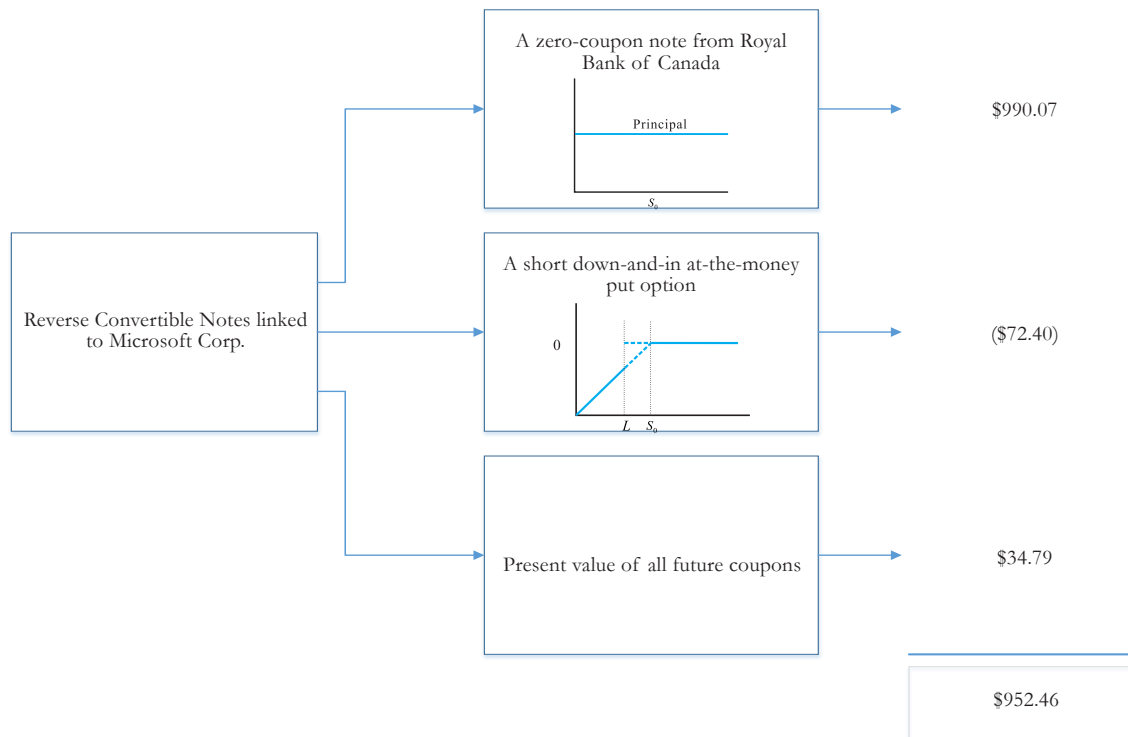 A zero-coupon note from Royal
Bank of Canada
Principal
S₀
$990.07
Reverse Convertible Notes linked
to Microsoft Corp.
A short down-and-in at-the-money
put option
0
L S₀
($72.40)
Present value of all future coupons
$34.79
$952.46